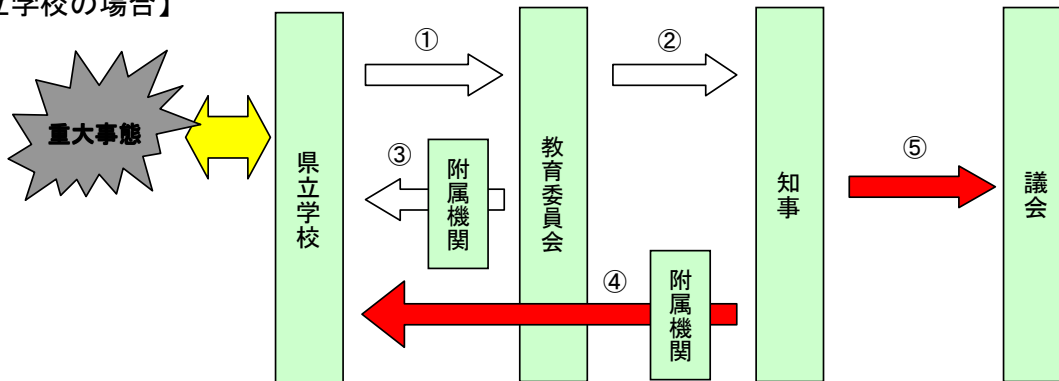 立学校の場合】
①
②
重大事態
県立学校
③
附属機関
教育委員会
知事
⑤
議会
④
附属機関